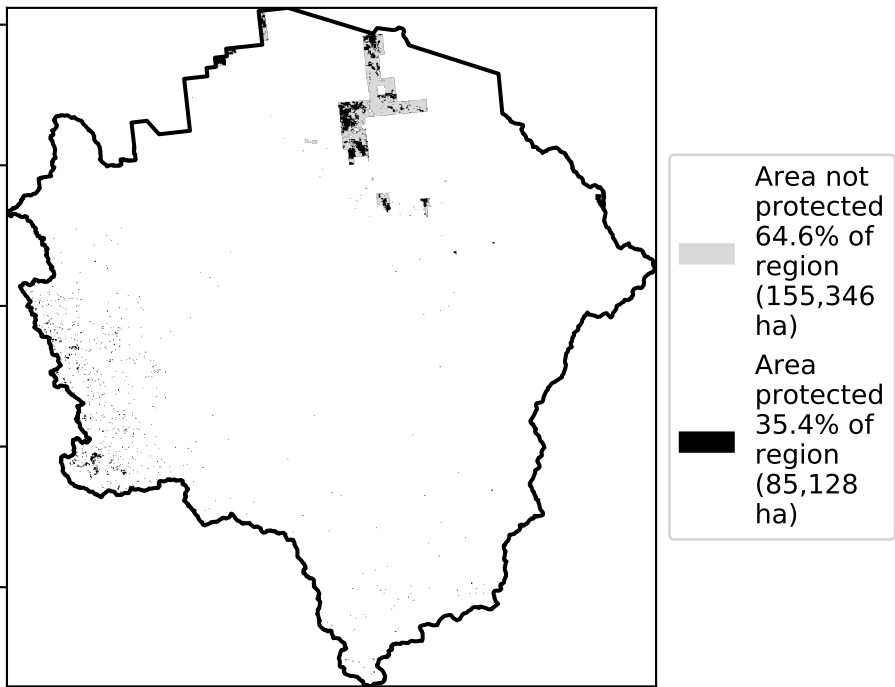 Area not
protected
64.6% of
region
(155,346
ha)
Area
protected
35.4% of
region
(85,128
ha)